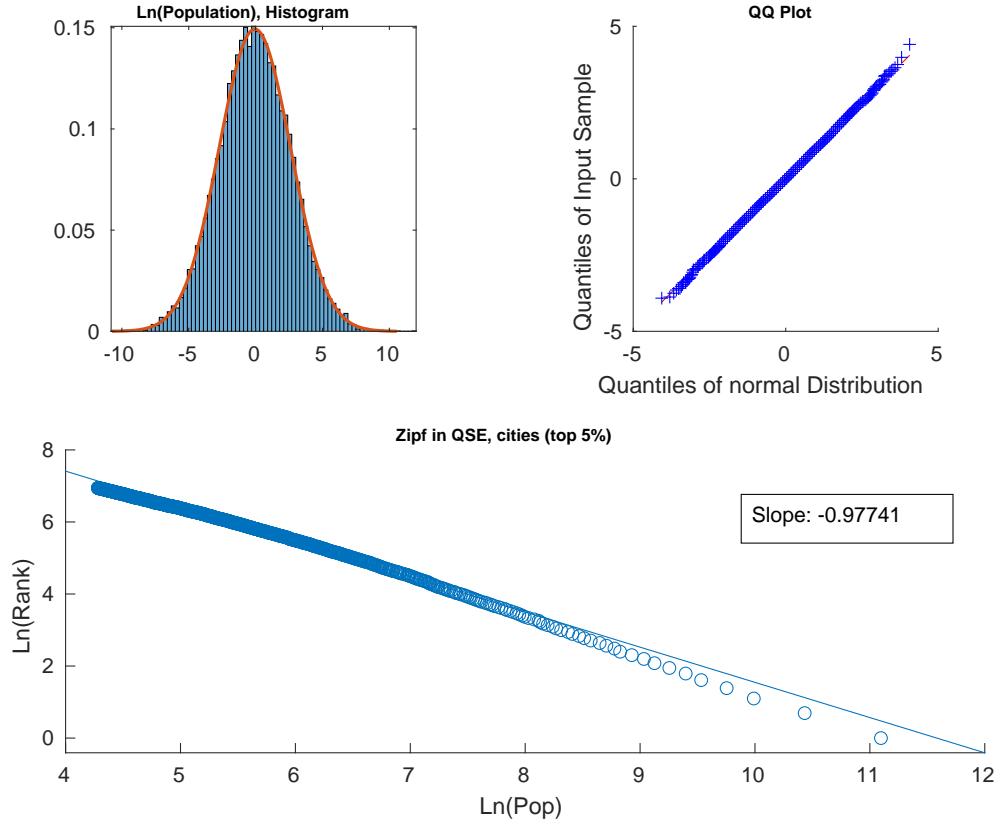 Ln(Population), Histogram
0.15
0.1
0.05
0
-10 -5 0 5 10
QQ Plot
Quantiles of Input Sample
5
0
-5
-5 0 5
Quantiles of normal Distribution
Zipf in QSE, cities (top 5%)
Ln(Rank)
8
6
4
2
0
Slope: -0.97741
4 5 6 7 8 9 10 11 12
Ln(Pop)